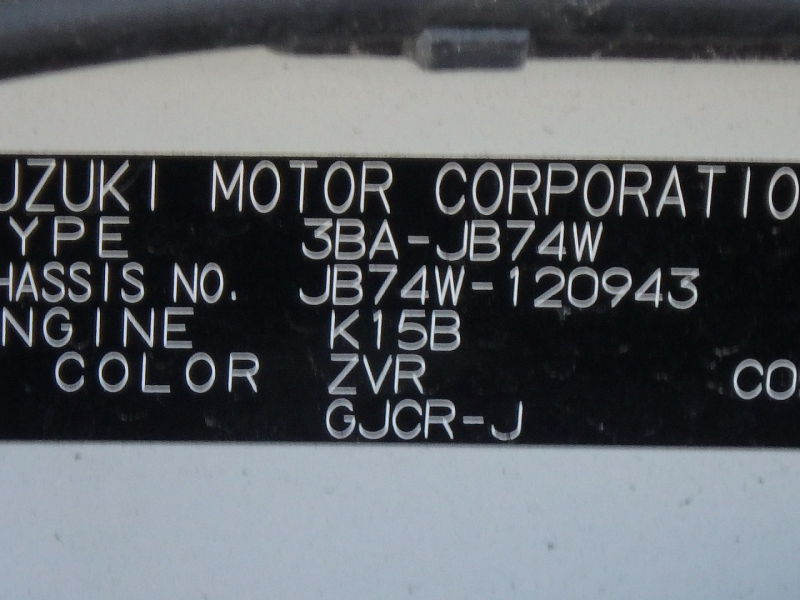 UZUKI MOTOR CORPORATIO
YPE 3BA-JB74W
HASSIS NO. JB74W-120943
NGINE K15B
COLOR ZVR CO
GJCR-J